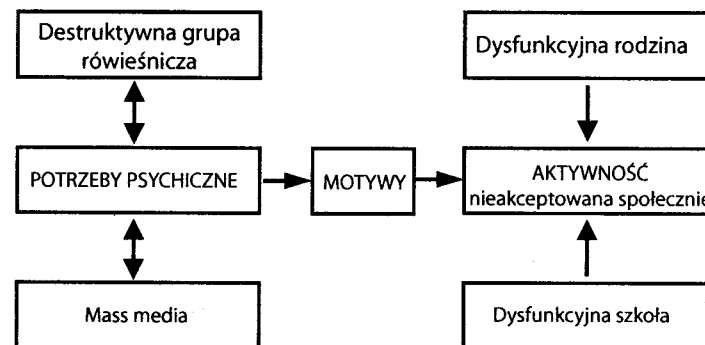 Destruktywna grupa
rówieśnicza
Dysfunkcyjna rodzina
POTRZEBY PSYCHICZNE
MOTYWY
AKTYWNOŚĆ
nieakceptowana społecznie
Mass media
Dysfunkcyjna szkoła